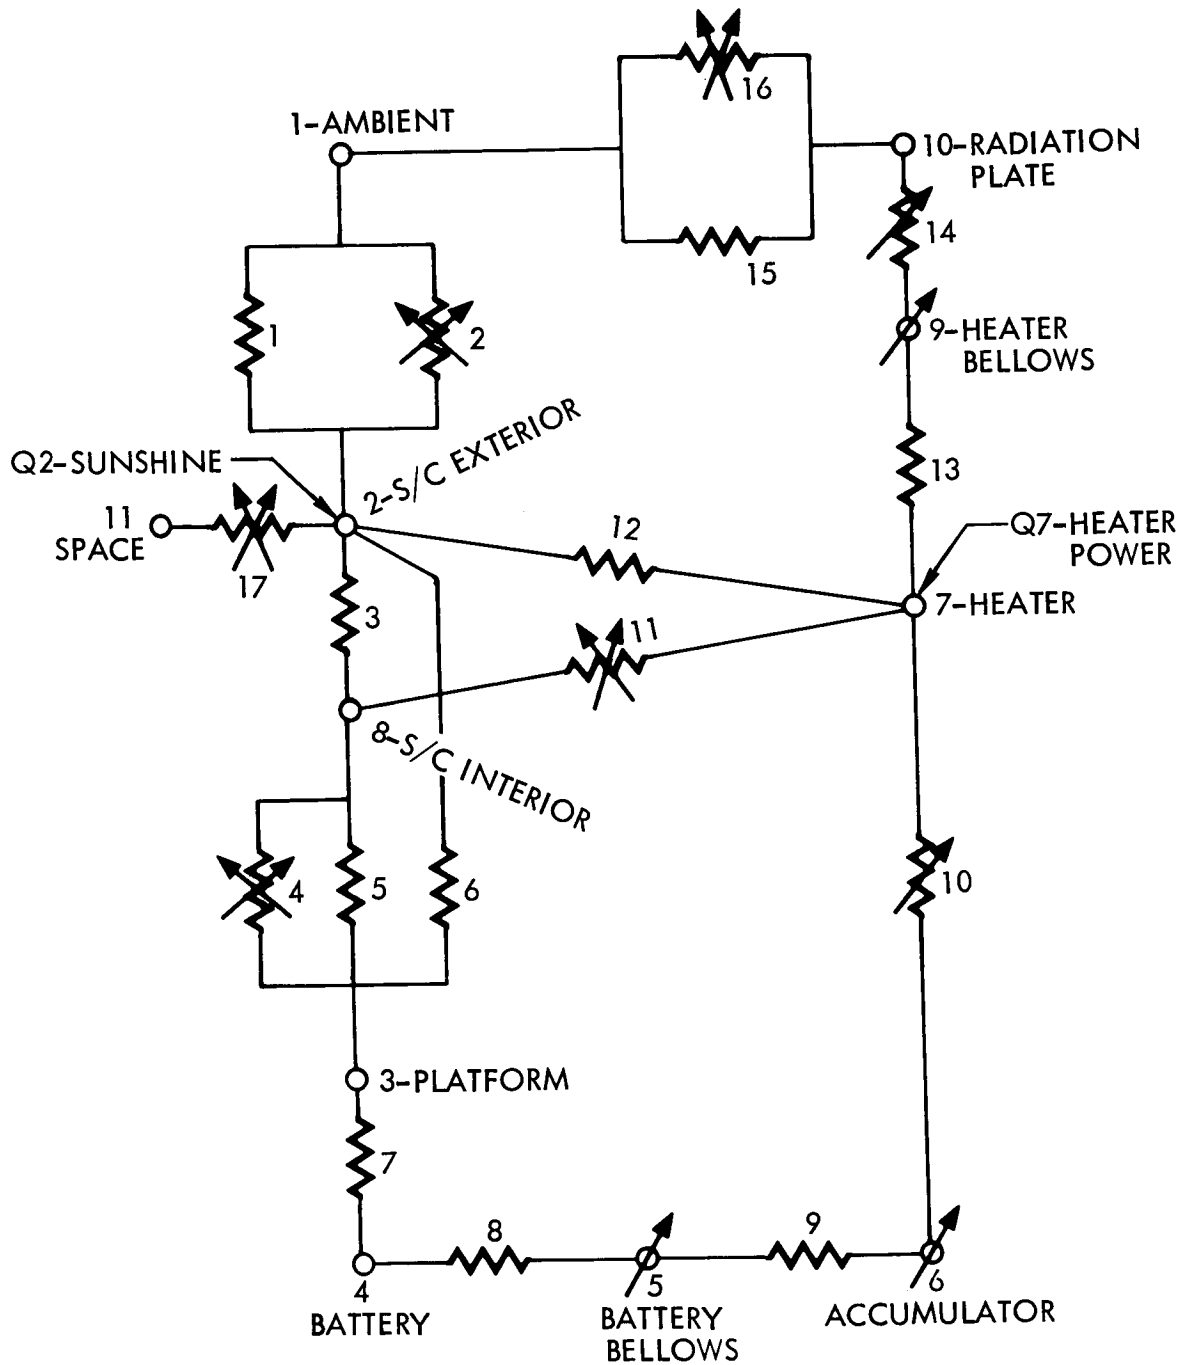 16
1-AMBIENT
10-RADIATION
PLATE
14
15
1
2
9-HEATER
BELLOWS
2-S/C EXTERIOR
Q2-SUNSHINE
13
11
SPACE
17
12
Q7-HEATER
POWER
7-HEATER
3
11
8-S/C INTERIOR
4
5
6
10
3-PLATFORM
7
8
9
4
BATTERY
5
BATTERY
BELLOWS
6
ACCUMULATOR